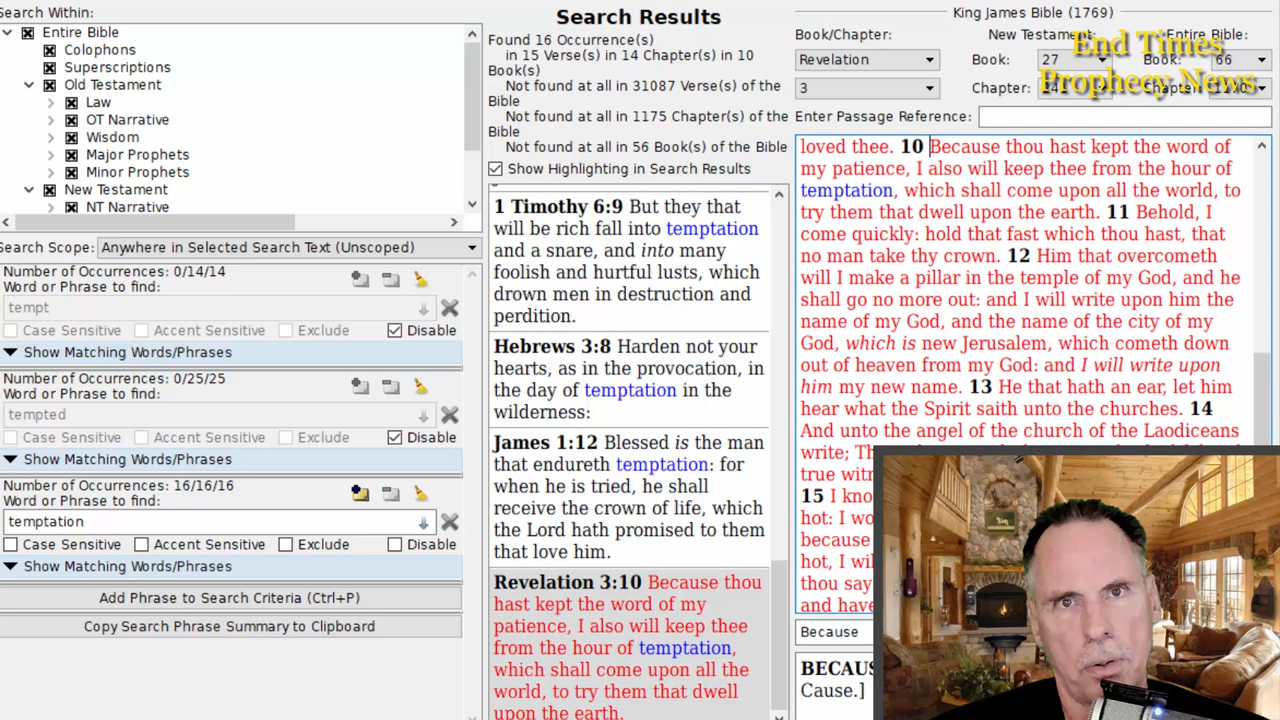 Search Within:
Entire Bible
Colophons
Superscriptions
Old Testament
Law
OT Narrative
Wisdom
Major Prophets
Minor Prophets
New Testament
NT Narrative
Search Scope: Anywhere in Selected Search Text (Unscoped)
Number of Occurrences: 0/14/14
Word or Phrase to find:
tempt
Case Sensitive Accent Sensitive Exclude Disable
Show Matching Words/Phrases
Number of Occurrences: 0/25/25
Word or Phrase to find:
tempted
Case Sensitive Accent Sensitive Exclude Disable
Show Matching Words/Phrases
Number of Occurrences: 16/16/16
Word or Phrase to find:
temptation
Case Sensitive Accent Sensitive Exclude Disable
Show Matching Words/Phrases
Add Phrase to Search Criteria (Ctrl+P)
Copy Search Phrase Summary to Clipboard
Search Results
Found 16 Occurrence(s)
in 15 Verse(s) in 14 Chapter(s) in 10
Book(s)
Not found at all in 31087 Verse(s) of the
Bible
Not found at all in 1175 Chapter(s) of the
Bible
Not found at all in 56 Book(s) of the Bible
Show Highlighting in Search Results
1 Timothy 6:9 But they that
will be rich fall into temptation
and a snare, and into many
foolish and hurtful lusts, which
drown men in destruction and
perdition.
Hebrews 3:8 Harden not your
hearts, as in the provocation, in
the day of temptation in the
wilderness:
James 1:12 Blessed is the man
that endureth temptation: for
when he is tried, he shall
receive the crown of life, which
the Lord hath promised to them
that love him.
Revelation 3:10 Because thou
hast kept the word of my
patience, I also will keep thee
from the hour of temptation,
which shall come upon all the
world, to try them that dwell
upon the earth.
King James Bible (1769)
Book/Chapter: New Testament: Entire Bible:
Revelation Book: 27 Book: 66
3 Chapter: Chapter:
End Times
Prophecy News
Enter Passage Reference:
loved thee. 10 Because thou hast kept the word of
my patience, I also will keep thee from the hour of
temptation, which shall come upon all the world, to
try them that dwell upon the earth. 11 Behold, I
come quickly: hold that fast which thou hast, that
no man take thy crown. 12 Him that overcometh
will I make a pillar in the temple of my God, and he
shall go no more out: and I will write upon him the
name of my God, and the name of the city of my
God, which is new Jerusalem, which cometh down
out of heaven from my God: and I will write upon
him my new name. 13 He that hath an ear, let him
hear what the Spirit saith unto the churches. 14
And unto the angel of the church of the Laodiceans
write; Th
true witn
15 I kno
hot: I wo
because
hot, I wil
thou say
and have
Because
BECAUS
Cause.]